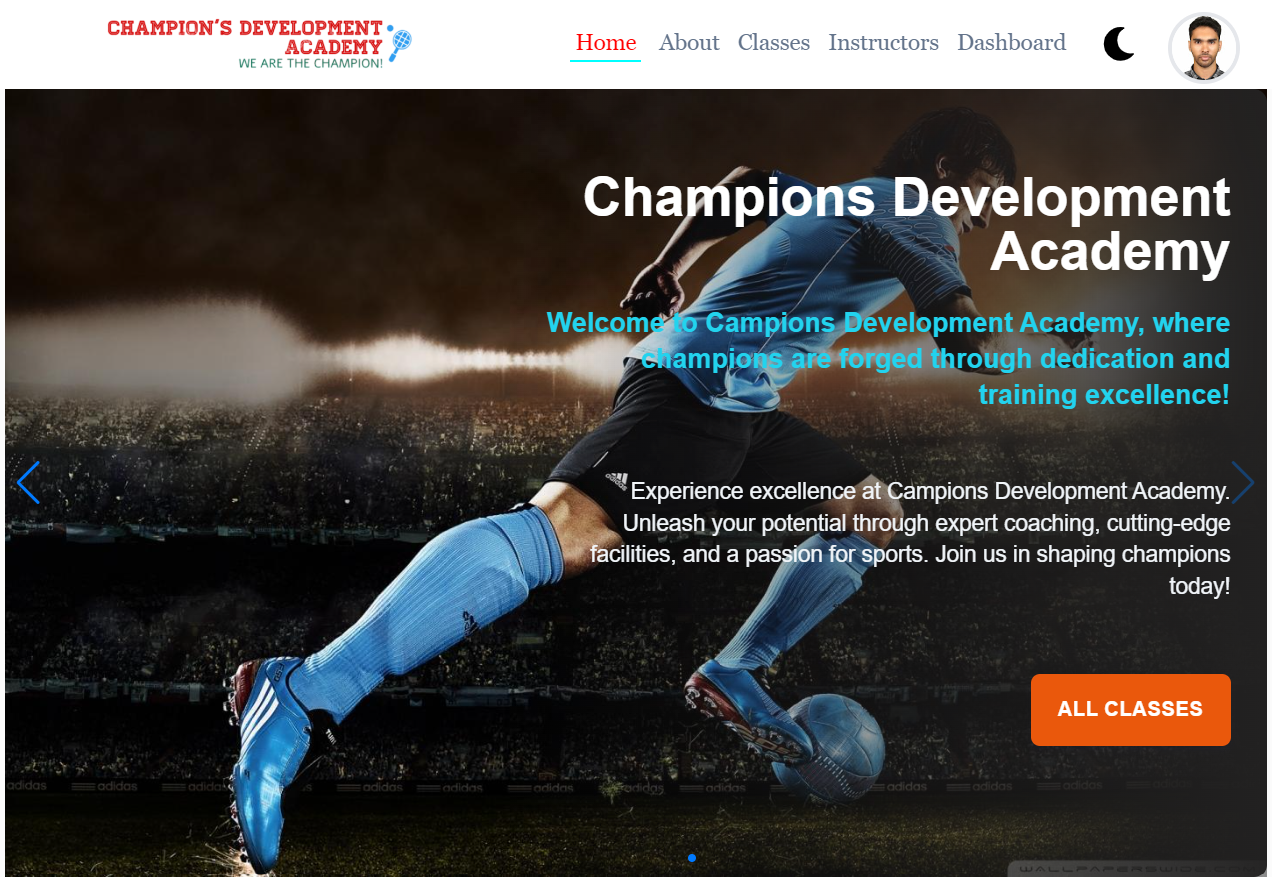 CHAMPION'S DEVELOPMENT
ACADEMY
WE ARE THE CHAMPION!
Home About Classes Instructors Dashboard
Champions Development
Academy
Welcome to Campions Development Academy, where
champions are forged through dedication and
training excellence!
adidas
Experience excellence at Campions Development Academy.
Unleash your potential through expert coaching, cutting-edge
facilities, and a passion for sports. Join us in shaping champions
today!
ALL CLASSES
adidas adidas adidas adidas adidas adidas adidas adidas